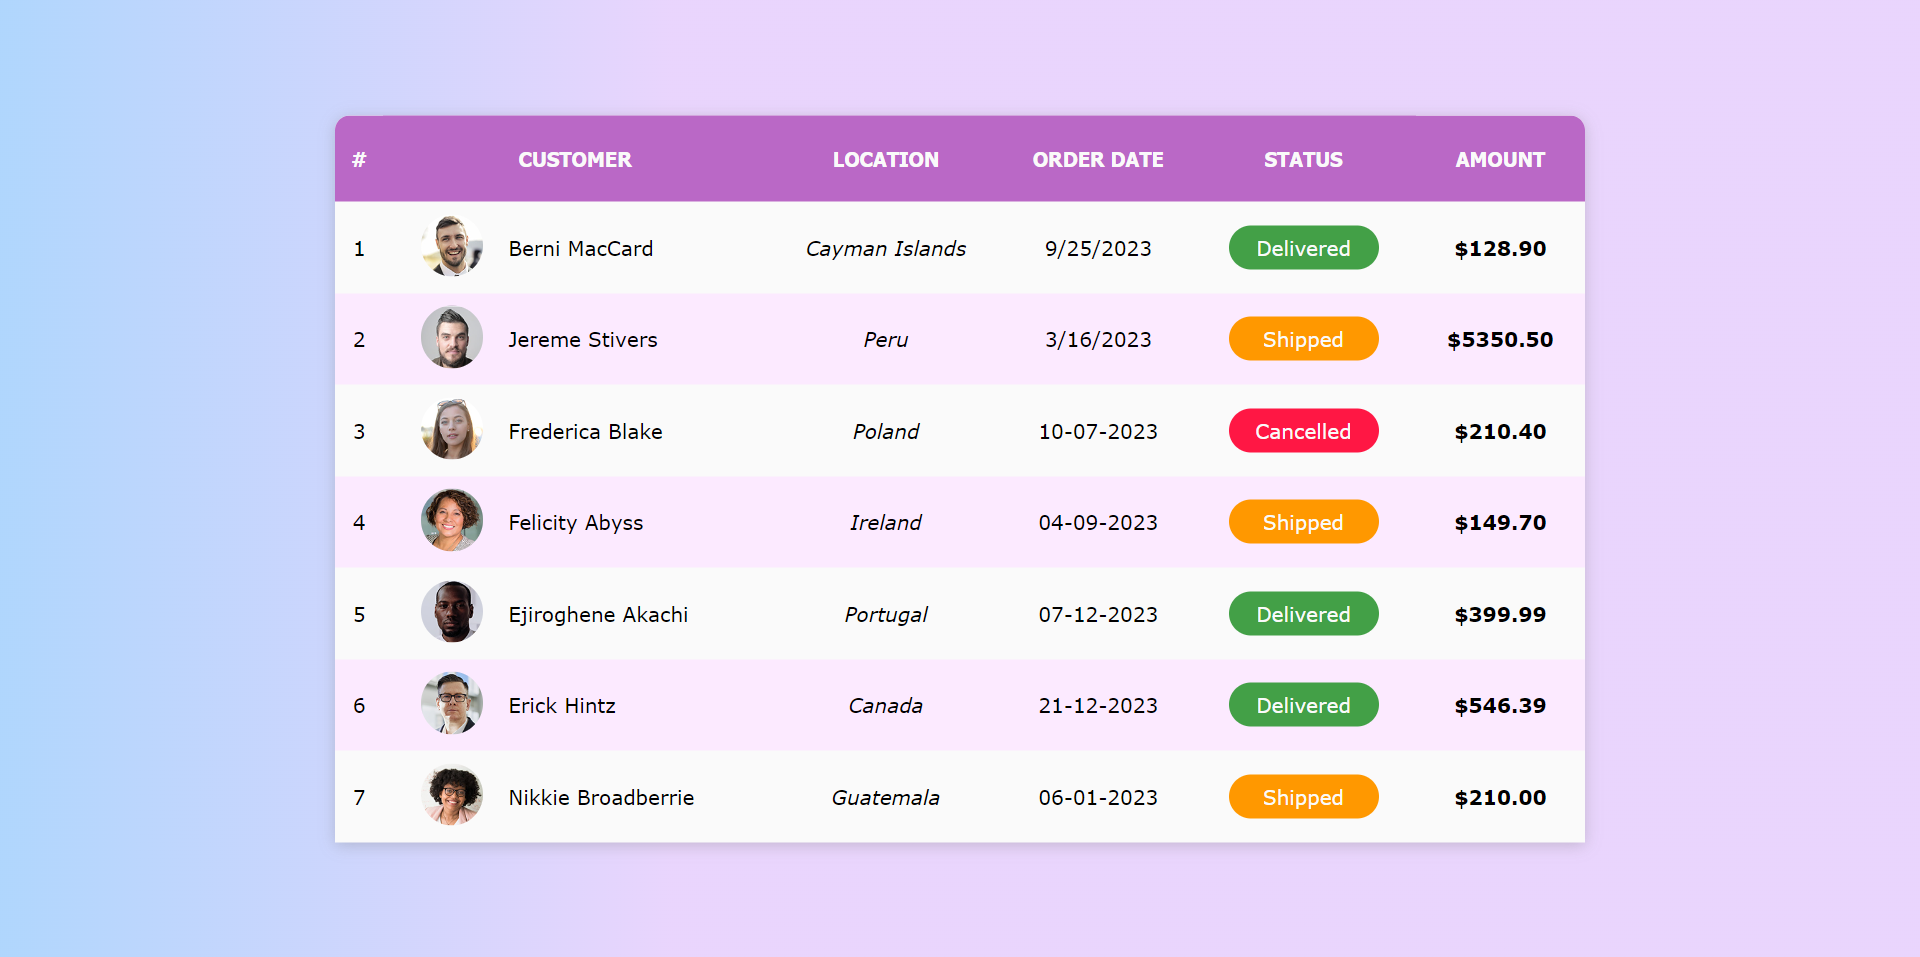 # CUSTOMER LOCATION ORDER DATE STATUS AMOUNT
1 Berni MacCard Cayman Islands 9/25/2023 Delivered $128.90
2 Jereme Stivers Peru 3/16/2023 Shipped $5350.50
3 Frederica Blake Poland 10-07-2023 Cancelled $210.40
4 Felicity Abyss Ireland 04-09-2023 Shipped $149.70
5 Ejiroghene Akachi Portugal 07-12-2023 Delivered $399.99
6 Erick Hintz Canada 21-12-2023 Delivered $546.39
7 Nikkie Broadberrie Guatemala 06-01-2023 Shipped $210.00